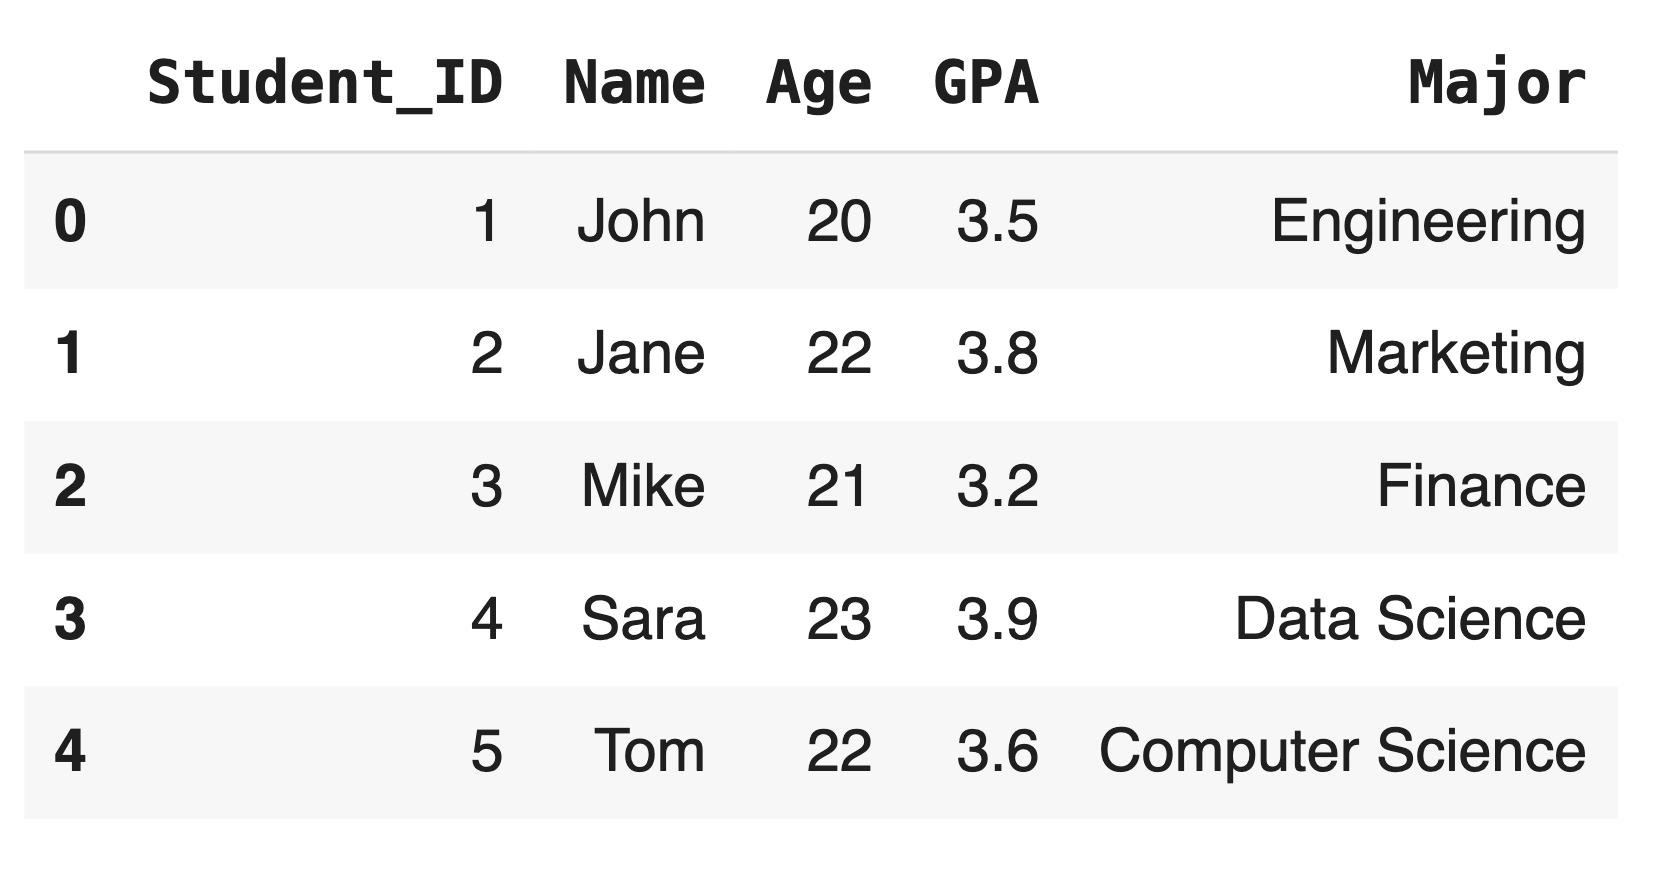 Student_ID Name Age GPA Major
0 1 John 20 3.5 Engineering
1 2 Jane 22 3.8 Marketing
2 3 Mike 21 3.2 Finance
3 4 Sara 23 3.9 Data Science
4 5 Tom 22 3.6 Computer Science